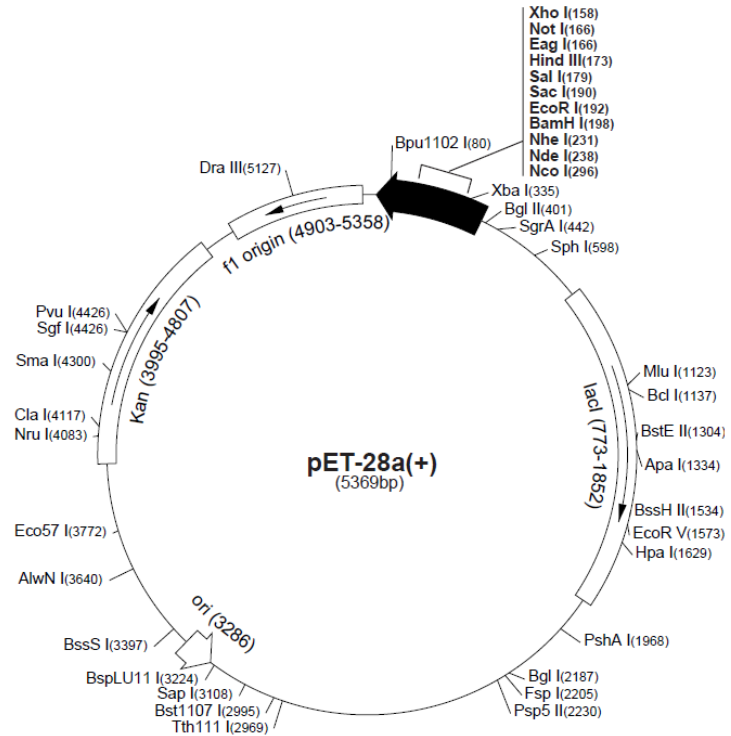 Xho I(158)
Not I(166)
Eag I(166)
Hind III(173)
Sal I(179)
Sac I(190)
EcoR I(192)
BamH I(198)
Nhe I(231)
Nde I(238)
Nco I(296)
Bpu1102 I(80)
Dra III(5127)
Xba I(335)
Bgl II(401)
SgrA I(442)
Sph I(598)
f1 origin (4903-5358)
Pvu I(4426)
Sgf I(4426)
Sma I(4300)
Kan (3995-4807)
Cla I(4117)
Nru I(4083)
Mlu I(1123)
Bcl I(1137)
BstE II(1304)
Apa I(1334)
lacI (773-1852)
pET-28a(+)
(5369bp)
BssH II(1534)
EcoR V(1573)
Hpa I(1629)
Eco57 I(3772)
AlwN I(3640)
ori (3286)
BssS I(3397)
PshA I(1968)
BspLU11 I(3224)
Sap I(3108)
Bst1107 I(2995)
Tth111 I(2969)
Bgl I(2187)
Fsp I(2205)
Psp5 II(2230)